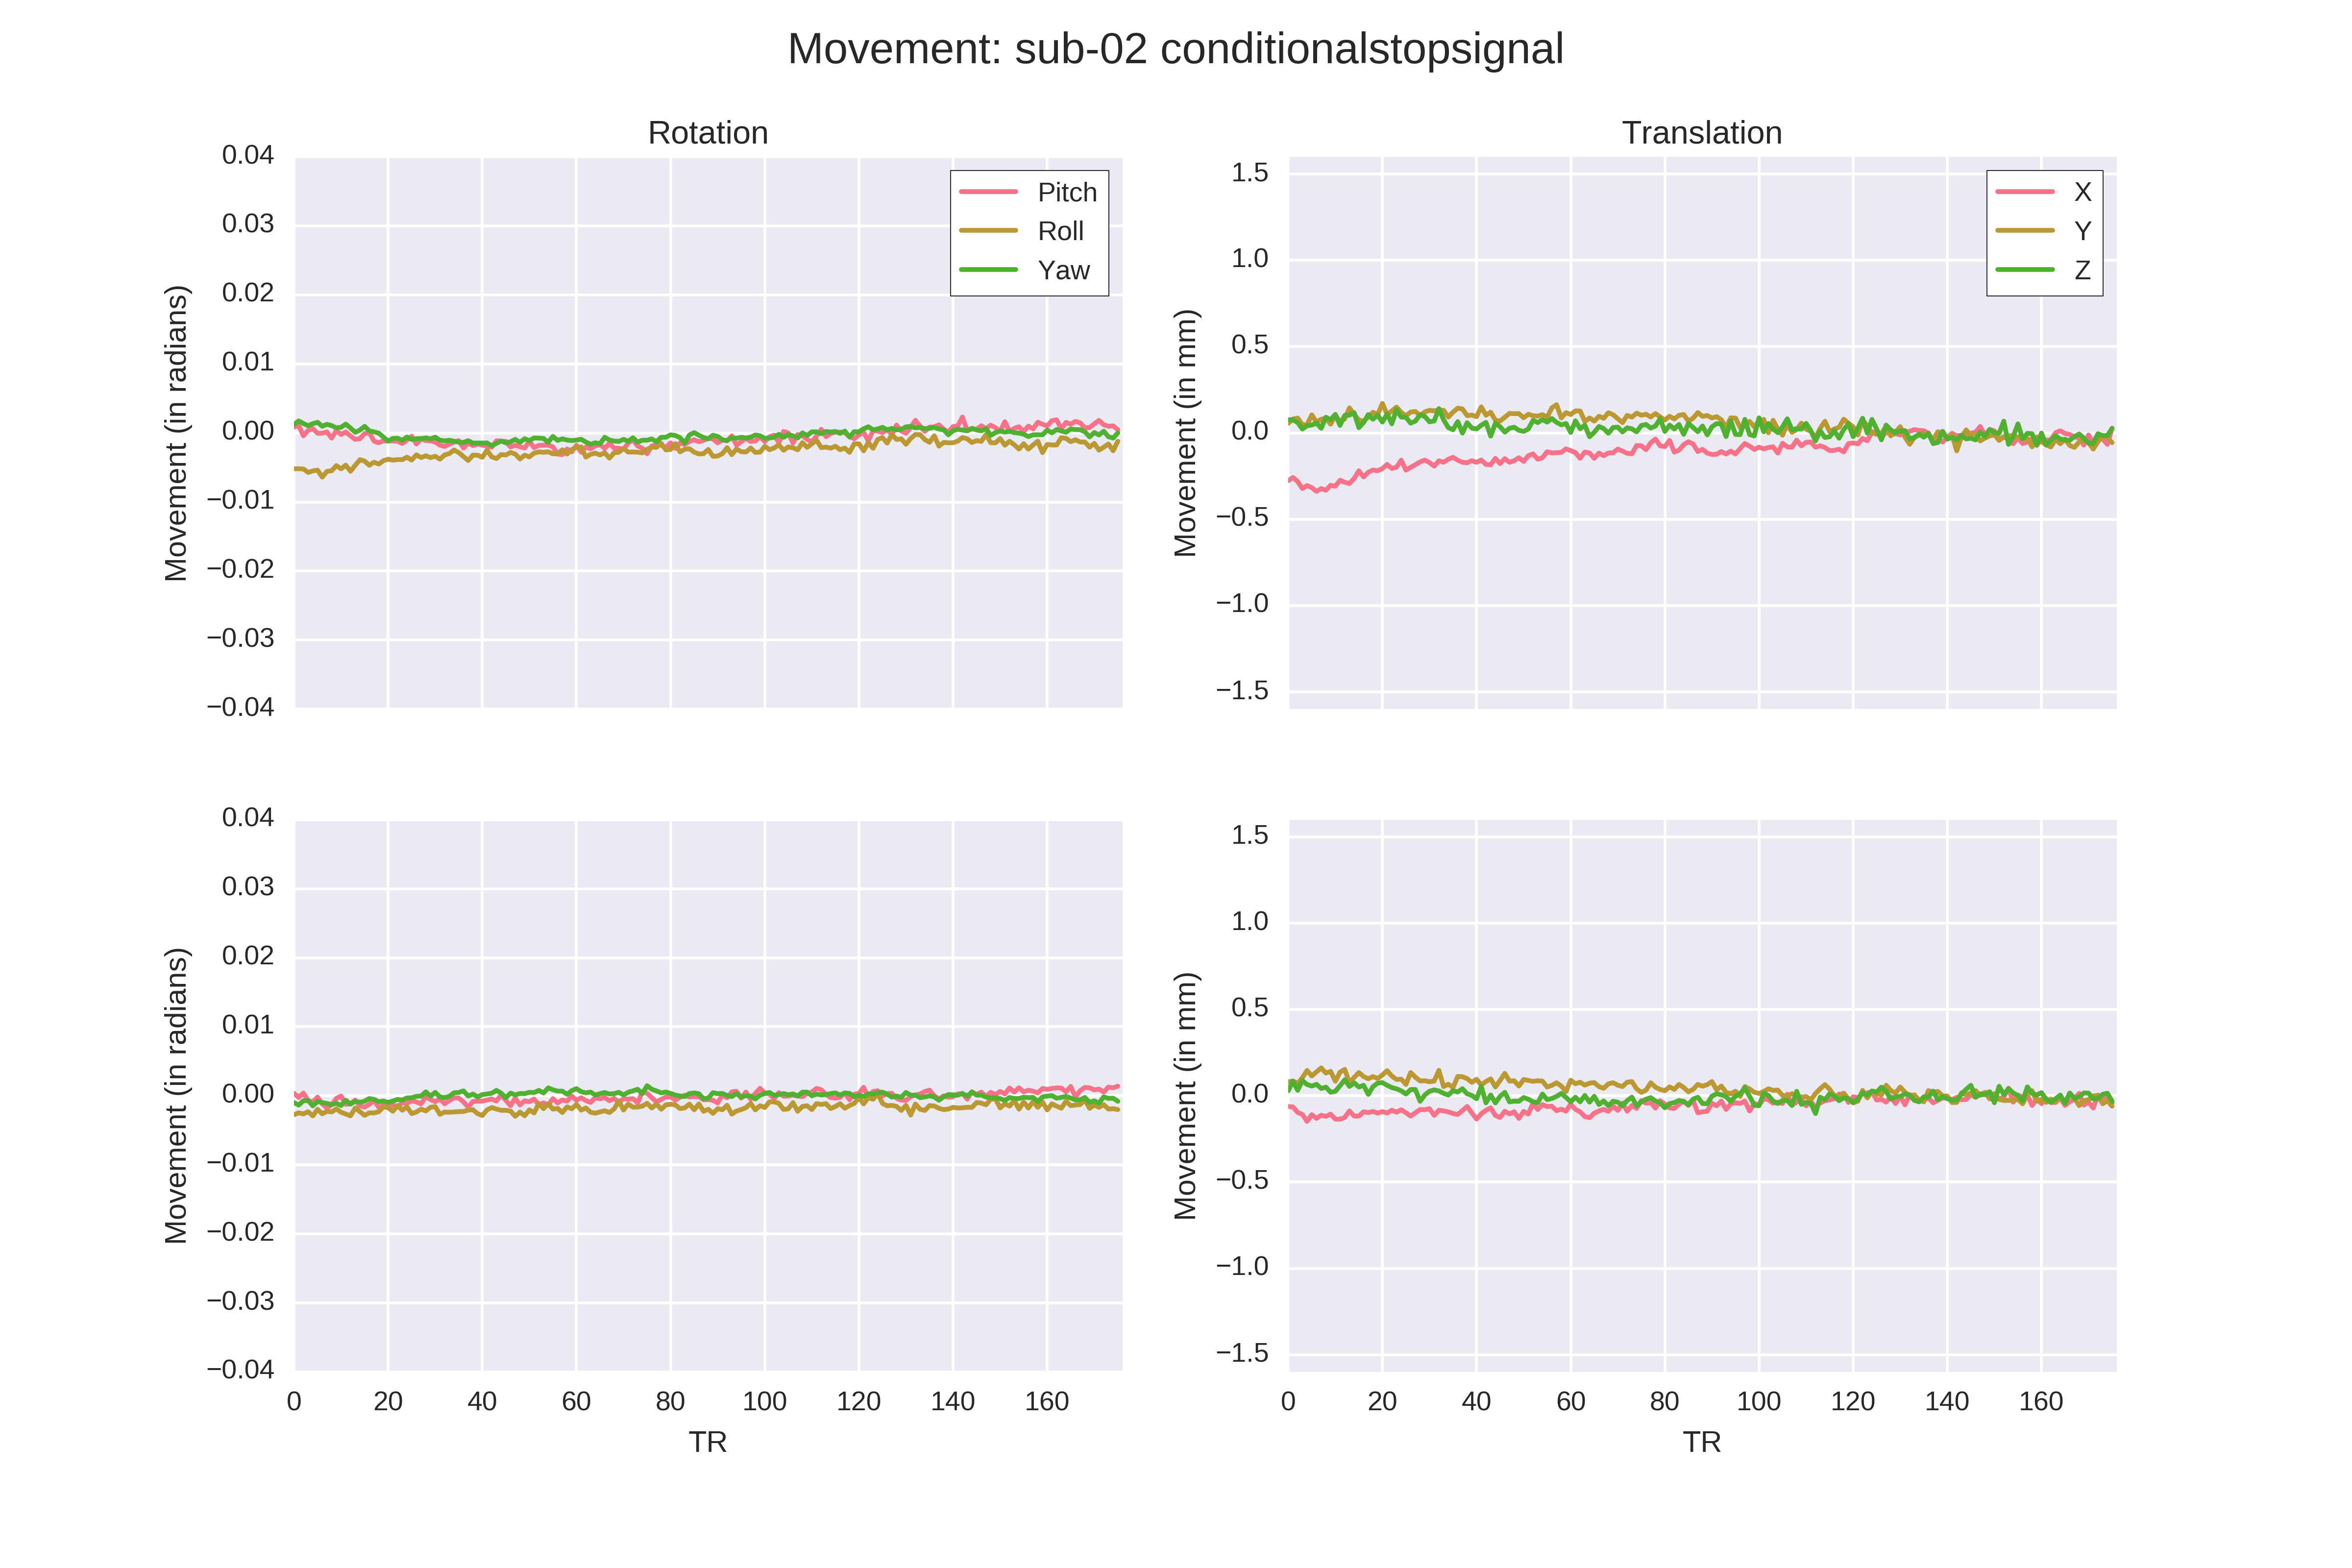 Movement: sub-02 conditionalstopsignal
Rotation
Translation
0.04
0.03
0.02
0.01
0.00
−0.01
−0.02
−0.03
−0.04
Movement (in radians)
Pitch
Roll
Yaw
1.5
1.0
0.5
0.0
−0.5
−1.0
−1.5
Movement (in mm)
X
Y
Z
0.04
0.03
0.02
0.01
0.00
−0.01
−0.02
−0.03
−0.04
Movement (in radians)
0 20 40 60 80 100 120 140 160
TR
1.5
1.0
0.5
0.0
−0.5
−1.0
−1.5
Movement (in mm)
0 20 40 60 80 100 120 140 160
TR